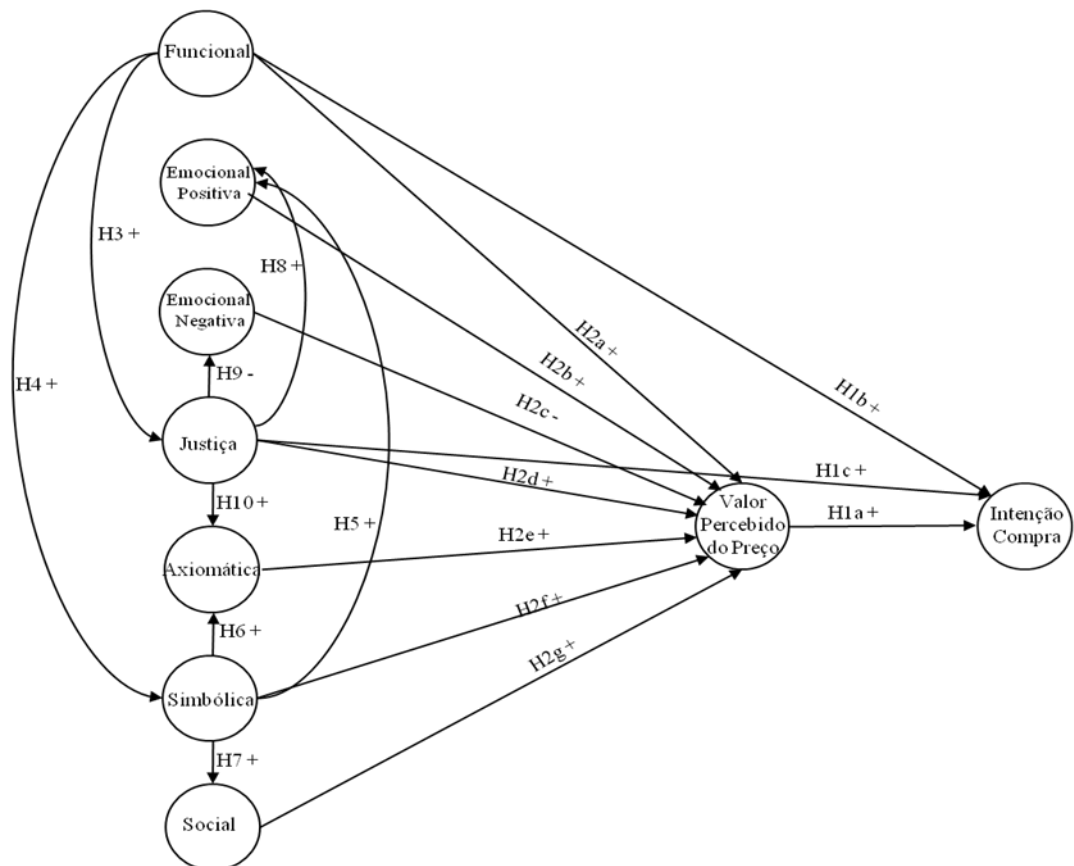 Funcional
Emocional
Positiva
H3 +
H8 +
Emocional
Negativa
H2a +
H2b +
H4 +
H9 -
H2c -
H1b +
Justiça
H1c +
H2d +
H10 +
Valor
Percebido
do Preço
H1a +
Intenção
Compra
H5 +
H2e +
Axiomática
H2f +
H6 +
H2g +
Simbólica
H7 +
Social